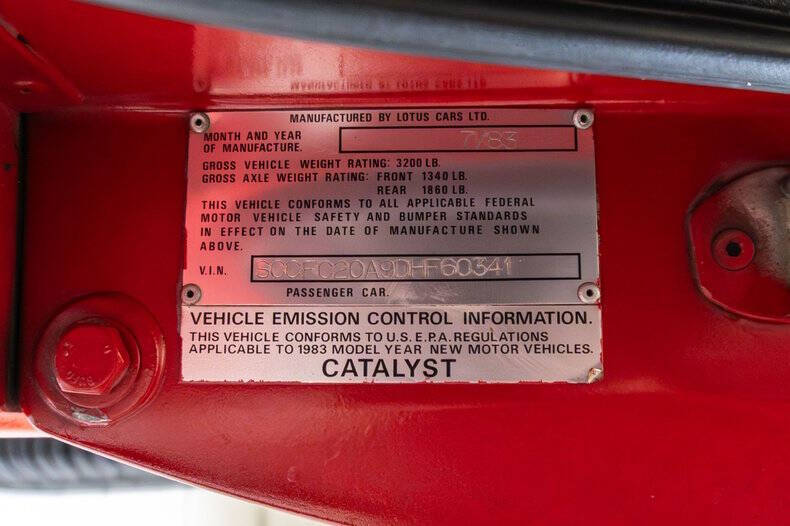 MANUFACTURED BY LOTUS CARS LTD.
MONTH AND YEAR
OF MANUFACTURE. 7/83
GROSS VEHICLE WEIGHT RATING: 3200 LB.
GROSS AXLE WEIGHT RATING: FRONT 1340 LB.
REAR 1860 LB.
THIS VEHICLE CONFORMS TO ALL APPLICABLE FEDERAL
MOTOR VEHICLE SAFETY AND BUMPER STANDARDS
IN EFFECT ON THE DATE OF MANUFACTURE SHOWN
ABOVE.
V.I.N. SCCFC20A9DHF60341
PASSENGER CAR.
VEHICLE EMISSION CONTROL INFORMATION.
THIS VEHICLE CONFORMS TO U.S. E.P.A. REGULATIONS
APPLICABLE TO 1983 MODEL YEAR NEW MOTOR VEHICLES.
CATALYST